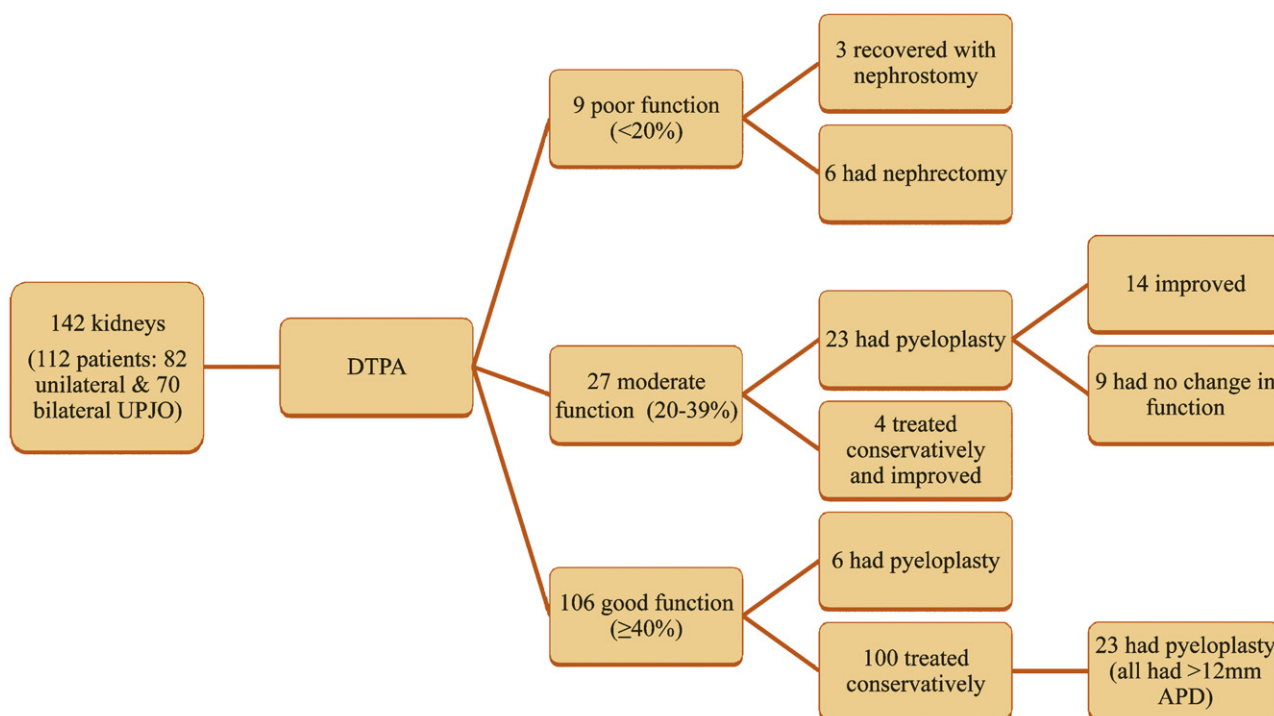 142 kidneys
(112 patients: 82
unilateral & 70
bilateral UPJO)
DTPA
9 poor function
(<20%)
3 recovered with
nephrostomy
6 had nephrectomy
27 moderate
function (20-39%)
23 had pyeloplasty
14 improved
9 had no change in
function
4 treated
conservatively
and improved
106 good function
(≥40%)
6 had pyeloplasty
100 treated
conservatively
23 had pyeloplasty
(all had >12mm
APD)